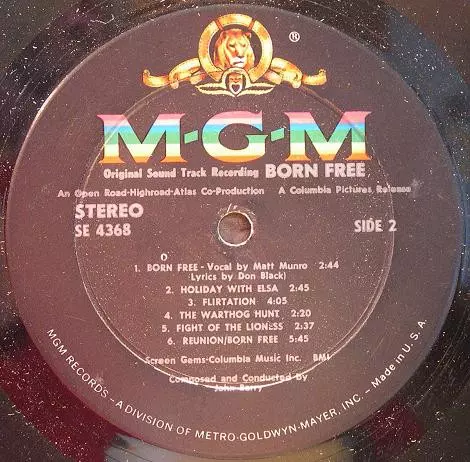 ®
M-G-M
Original Sound Track Recording BORN FREE
An Open Road-Highroad-Atlas Co-Production A Columbia Pictures Release
STEREO
SE 4368
SIDE 2
1. BORN FREE - Vocal by Matt Munro 2:44
Lyrics by Don Black)
2. HOLIDAY WITH ELSA 2:45
3. FLIRTATION 4:05
4. THE WARTHOG HUNT 2:20
5. FIGHT OF THE LIONESS 2:37
6. REUNION/BORN FREE 5:45
Screen Gems-Columbia Music Inc. BMI
Composed and Conducted by
John Barry
MGM RECORDS - A DIVISION OF METRO-GOLDWYN-MAYER, INC. - Made in U. S. A.